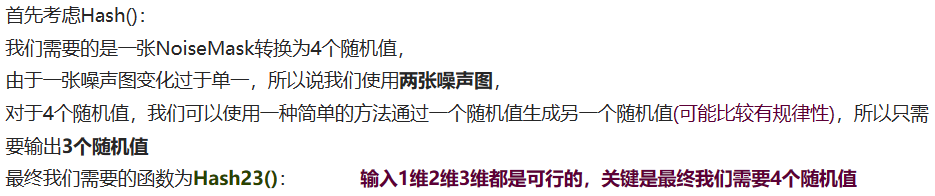 首先考虑Hash()：
我们需要的是一张NoiseMask转换为4个随机值，
由于一张噪声图变化过于单一，所以说我们使用两张噪声图，
对于4个随机值，我们可以使用一种简单的方法通过一个随机值生成另一个随机值(可能比较有规律性)，所以只需
要输出3个随机值
最终我们需要的函数为Hash23()： 输入1维2维3维都是可行的，关键是最终我们需要4个随机值